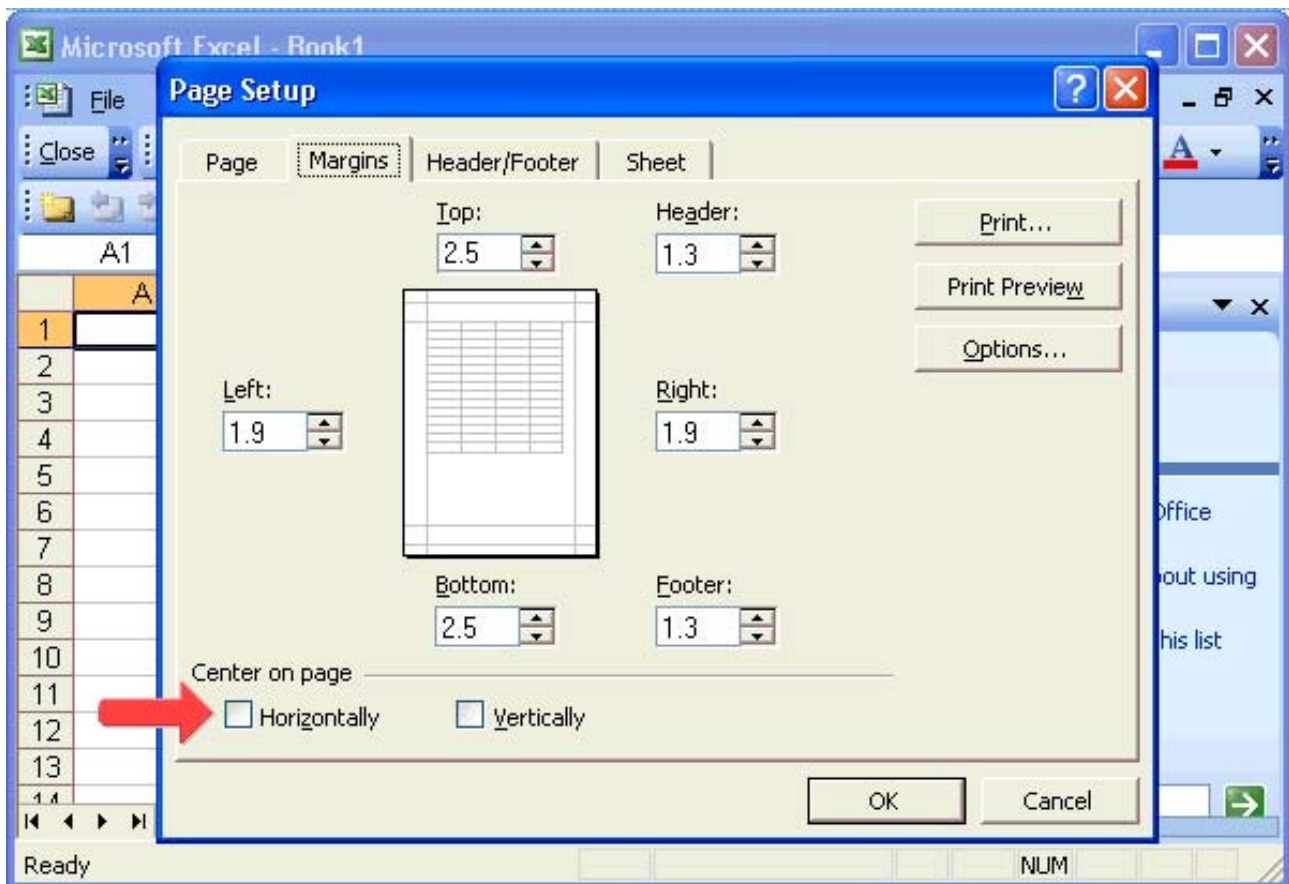 Microsoft Excel - Book1
File
Page Setup
Close
A
Page
Margins
Header/Footer
Sheet
Top:
Header:
Print...
2.5
1.3
A1
Print Preview
A
Options...
1
2
3
4
5
6
7
8
9
10
11
12
13
14
Left:
Right:
1.9
1.9
Office
Bottom:
Footer:
out using
2.5
1.3
his list
Center on page
Horizontally
Vertically
OK
Cancel
Ready
NUM